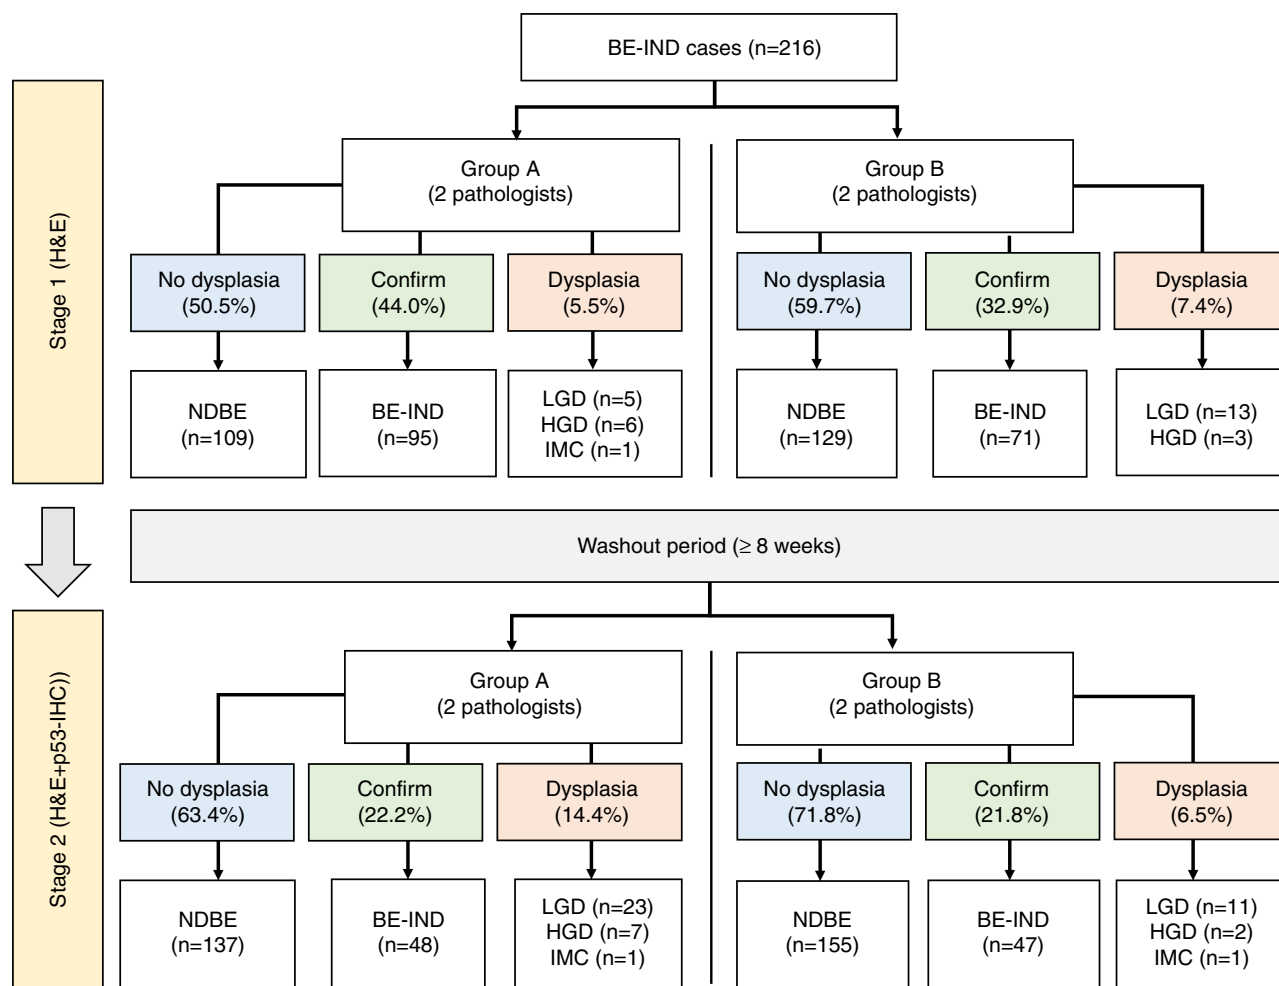 BE-IND cases (n=216)
Stage 1 (H&E)
Group A
(2 pathologists)
Group B
(2 pathologists)
No dysplasia
(50.5%)
Confirm
(44.0%)
Dysplasia
(5.5%)
No dysplasia
(59.7%)
Confirm
(32.9%)
Dysplasia
(7.4%)
NDBE
(n=109)
BE-IND
(n=95)
LGD (n=5)
HGD (n=6)
IMC (n=1)
NDBE
(n=129)
BE-IND
(n=71)
LGD (n=13)
HGD (n=3)
Washout period (≥ 8 weeks)
Stage 2 (H&E+p53-IHC))
Group A
(2 pathologists)
Group B
(2 pathologists)
No dysplasia
(63.4%)
Confirm
(22.2%)
Dysplasia
(14.4%)
No dysplasia
(71.8%)
Confirm
(21.8%)
Dysplasia
(6.5%)
NDBE
(n=137)
BE-IND
(n=48)
LGD (n=23)
HGD (n=7)
IMC (n=1)
NDBE
(n=155)
BE-IND
(n=47)
LGD (n=11)
HGD (n=2)
IMC (n=1)